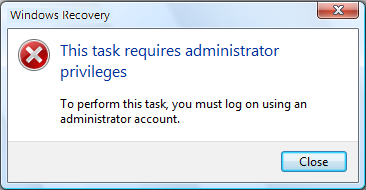 Windows Recovery
This task requires administrator
privileges
To perform this task, you must log on using an
administrator account.
Close